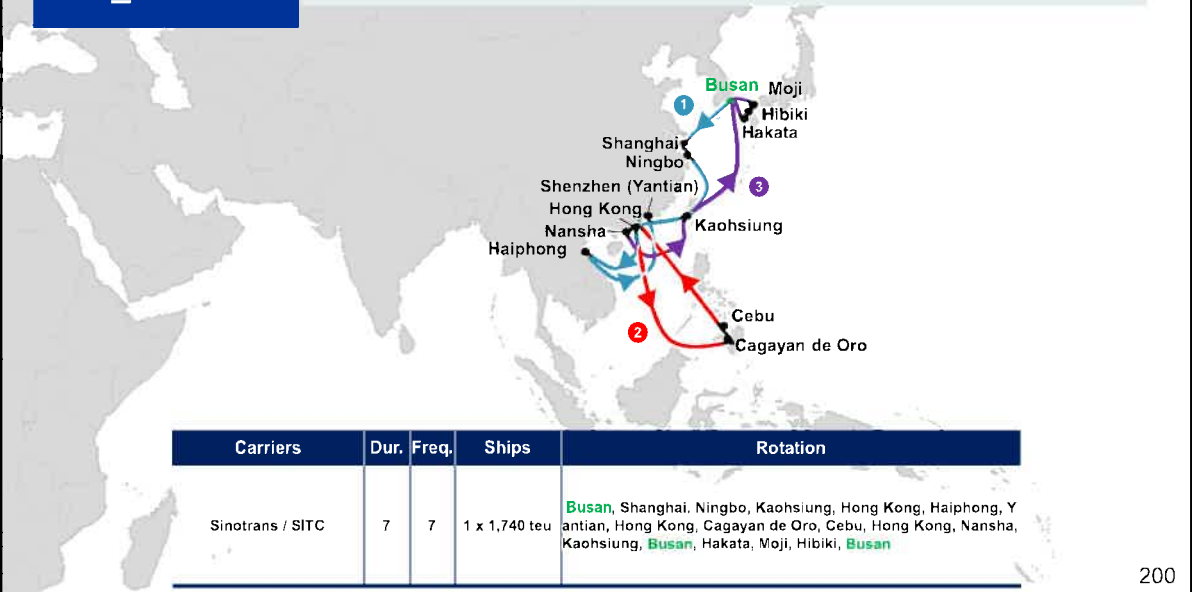 Busan
Moji
1
Hibiki
Hakata
Shanghai
Ningbo
Shenzhen (Yantian)
3
Hong Kong
Kaohsiung
Nansha
Haiphong
Cebu
2
Cagayan de Oro
Carriers Dur. Freq. Ships Rotation
Busan, Shanghai, Ningbo, Kaohsiung, Hong Kong, Haiphong, Y
Sinotrans / SITC 7 7 1 x 1,740 teu antian, Hong Kong, Cagayan de Oro, Cebu, Hong Kong, Nansha,
Kaohsiung, Busan, Hakata, Moji, Hibiki, Busan
200